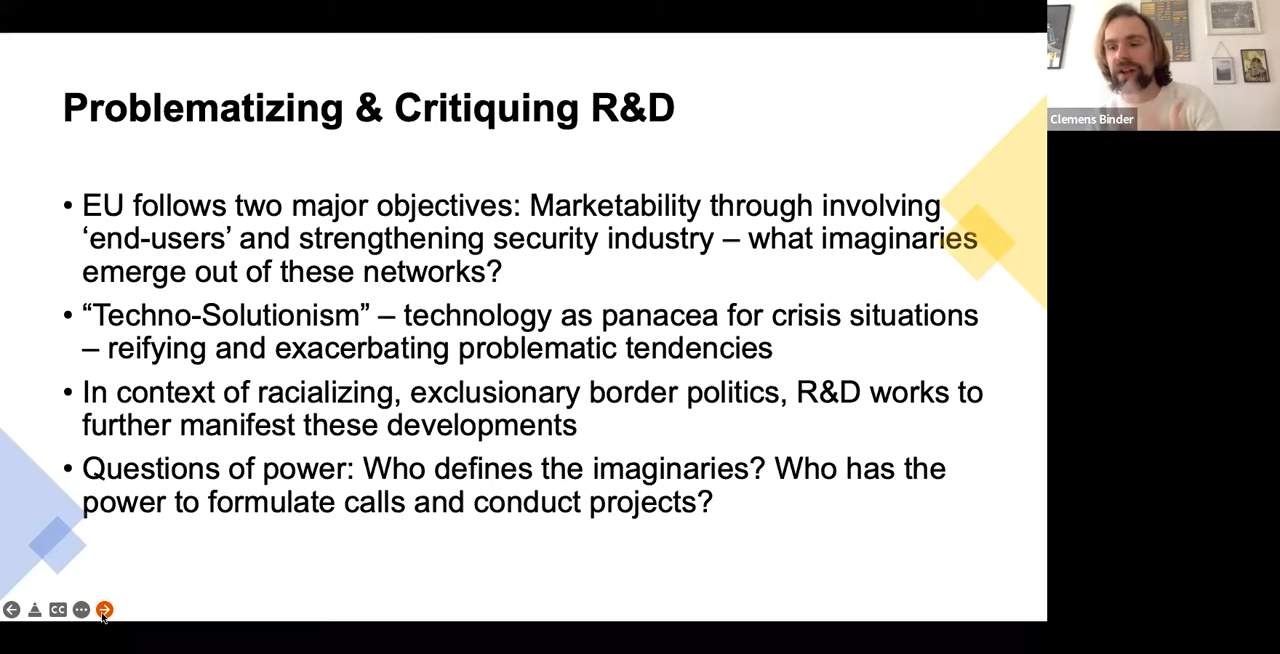 Problematizing & Critiquing R&D
• EU follows two major objectives: Marketability through involving
‘end-users’ and strengthening security industry – what imaginaries
emerge out of these networks?
• “Techno-Solutionism” – technology as panacea for crisis situations
– reifying and exacerbating problematic tendencies
• In context of racializing, exclusionary border politics, R&D works to
further manifest these developments
• Questions of power: Who defines the imaginaries? Who has the
power to formulate calls and conduct projects?
Clemens Binder
CC